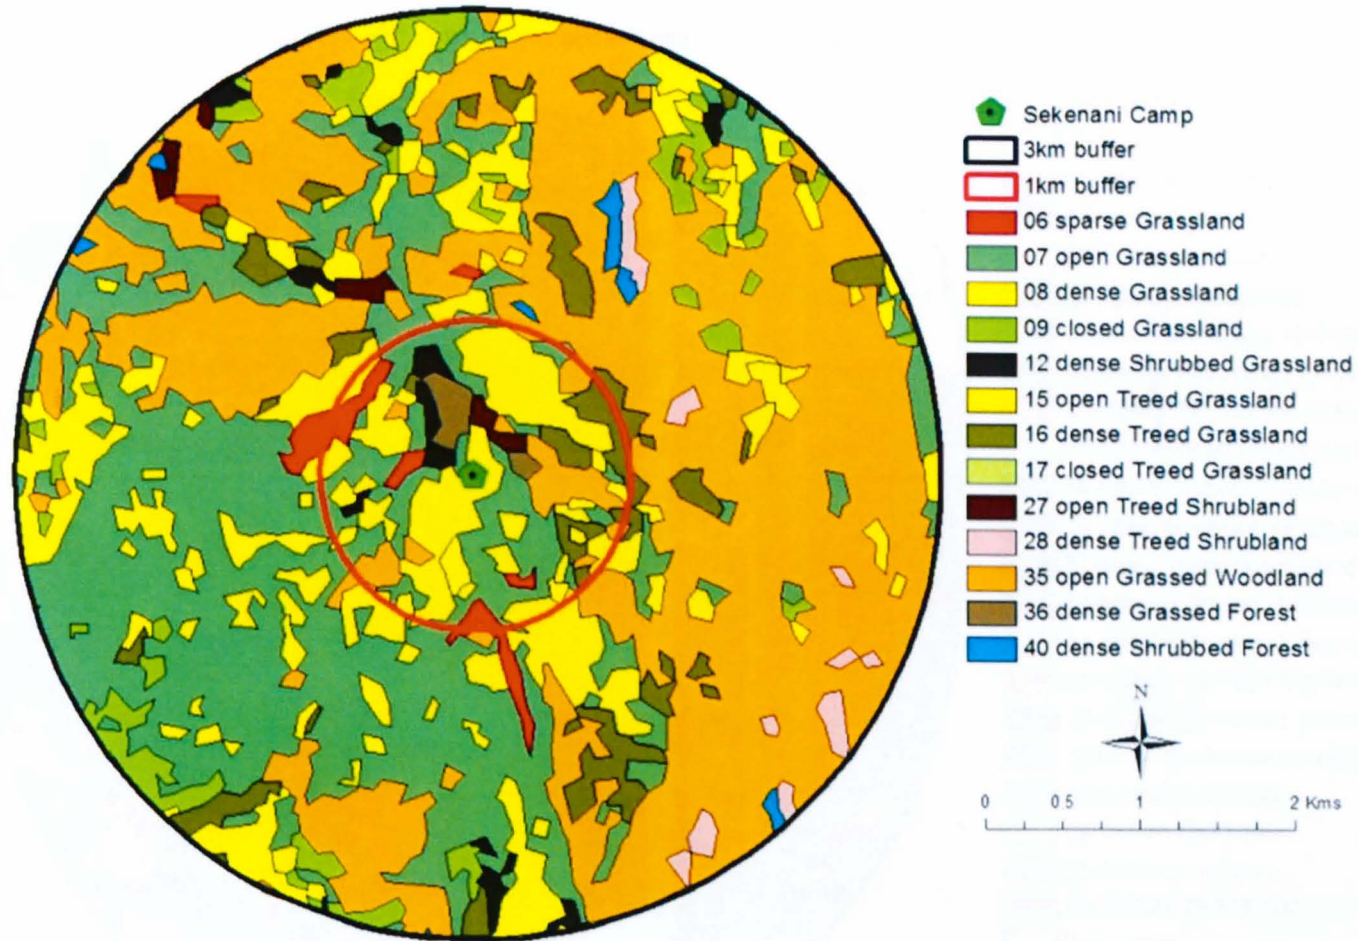 Sekenani Camp
3km buffer
1km buffer
06 sparse Grassland
07 open Grassland
08 dense Grassland
09 closed Grassland
12 dense Shrubbed Grassland
15 open Treed Grassland
16 dense Treed Grassland
17 closed Treed Grassland
27 open Treed Shrubland
28 dense Treed Shrubland
35 open Grassed Woodland
36 dense Grassed Forest
40 dense Shrubbed Forest
N
0 0.5 1 2 Kms